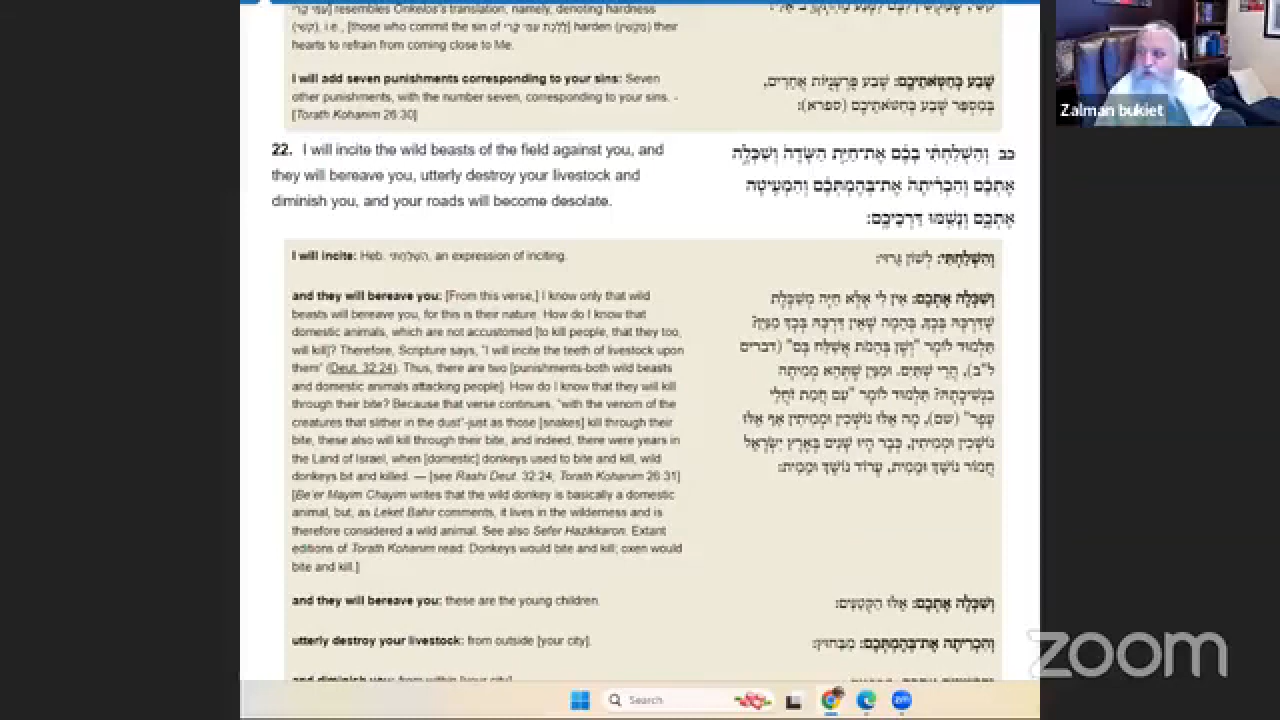 [עמי קרי] resembles Onkelos's translation, namely, denoting hardness
(קשי), i.e., [those who commit the sin of ללכת עמי קרי] harden (מקשין) their
hearts to refrain from coming close to Me.
I will add seven punishments corresponding to your sins: Seven
other punishments, with the number seven, corresponding to your sins. -
[Torath Kohanim 26:30]
שֶׁבַע כְּחַטֹּאתֵיכֶם: שֶׁבַע פֻּרְעָנֻיּוֹת אֲחֵרִים,
בְּמִסְפַּר שֶׁבַע כְּחַטֹּאתֵיכֶם (ספרא):
22. I will incite the wild beasts of the field against you, and
they will bereave you, utterly destroy your livestock and
diminish you, and your roads will become desolate.
כב וְהִשְׁלַחְתִּ֨י בָכֶ֜ם אֶת־חַיַּ֤ת הַשָּׂדֶה֙ וְשִׁכְּלָ֣ה
אֶתְכֶ֔ם וְהִכְרִ֙יתָה֙ אֶת־בְּהֶמְתְּכֶ֔ם וְהִמְעִ֖יטָה
אֶתְכֶ֑ם וְנָשַׁ֖מּוּ דַּרְכֵיכֶֽם:
I will incite: Heb. הִשְׁלַחְתִּי, an expression of inciting.
וְהִשְׁלַחְתִּי: לְשׁוֹן גֵּרוּי:
and they will bereave you: [From this verse,] I know only that wild
beasts will bereave you, for this is their nature. How do I know that
domestic animals, which are not accustomed [to kill people, that they too,
will kill]? Therefore, Scripture says, "I will incite the teeth of livestock upon
them" (Deut. 32:24). Thus, there are two [punishments-both wild beasts
and domestic animals attacking people]. How do I know that they will kill
through their bite? Because that verse continues, "with the venom of the
creatures that slither in the dust"-just as those [snakes] kill through their
bite, these also will kill through their bite, and indeed, there were years in
the Land of Israel, when [domestic] donkeys used to bite and kill, wild
donkeys bit and killed. — [see Rashi Deut. 32:24; Torath Kohanim 26:31]
[Be'er Mayim Chayim writes that the wild donkey is basically a domestic
animal, but, as Leket Bahir comments, it lives in the wilderness and is
therefore considered a wild animal. See also Sefer Hazikkaron. Extant
editions of Torath Kohanim read: Donkeys would bite and kill; oxen would
bite and kill.]
וְשִׁכְּלָה אֶתְכֶם: אֵין לִי אֶלָּא חַיָּה מְשַׁכֶּלֶת
שֶׁדַּרְכָּהּ בְּכָךְ, בְּהֵמָה שֶׁאֵין דַּרְכָּהּ בְּכָךְ מִנַּיִן?
תַּלְמוּד לוֹמַר "וְשֶׁן בְּהֵמֹת אֲשַׁלַּח בָּם" (דברים
ל"ב), הֲרֵי שְׁתַּיִם. וּמִנַּיִן שֶׁתְּהֵא מְמִיתָה
בִנְשִׁיכָתָהּ? תַּלְמוּד לוֹמַר "עִם חֲמַת זֹחֲלֵי
עָפָר" (שם), מָה אֵלּוּ נוֹשְׁכִין וּמְמִיתִין אַף אֵלּוּ
נוֹשְׁכִין וּמְמִיתִין, כְּבָר הָיוּ שָׁנִים בְּאֶרֶץ יִשְׂרָאֵל
חֲמוֹר נוֹשֵׁךְ וּמֵמִית, עָרוֹד נוֹשֵׁךְ וּמֵמִית:
and they will bereave you: these are the young children.
וְשִׁכְּלָה אֶתְכֶם: אֵלּוּ הַקְּטַנִּים:
utterly destroy your livestock: from outside [your city].
וְהִכְרִיתָה אֶת־בְּהֶמְתְּכֶם: מִבַּחוּץ:
and diminish you: from within [your city].
Zalman bukiet
zoom
Search
zm